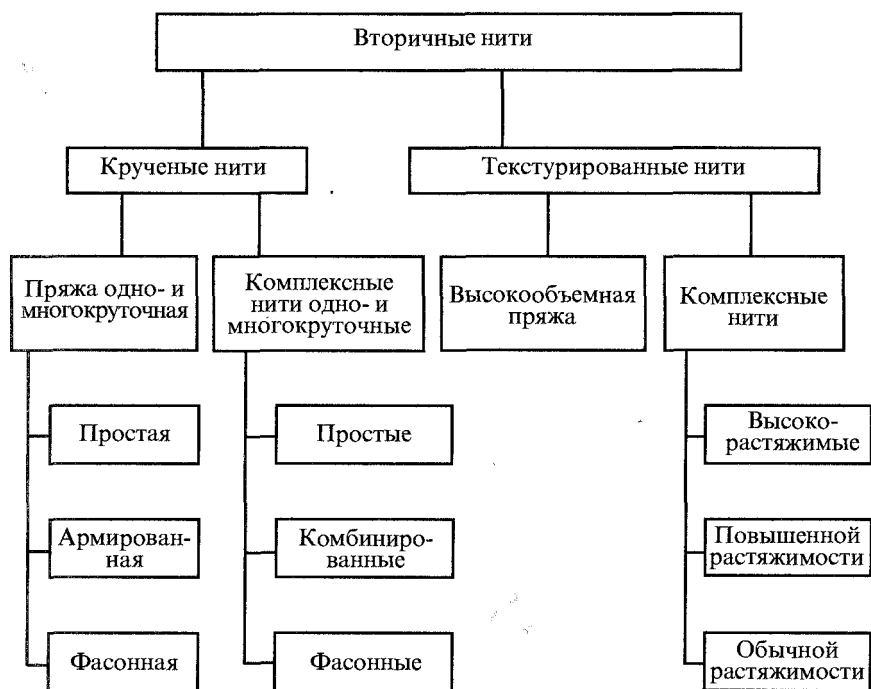 Вторичные нити
Крученые нити
Текстурированные нити
Пряжа одно- и
многокруточная
Комплексные
нити одно- и
многокруточные
Высокообъемная
пряжа
Комплексные
нити
Простая
Простые
Высоко-
растяжимые
Армирован-
ная
Комбиниро-
ванные
Повышенной
растяжимости
Фасонная
Фасонные
Обычной
растяжимости